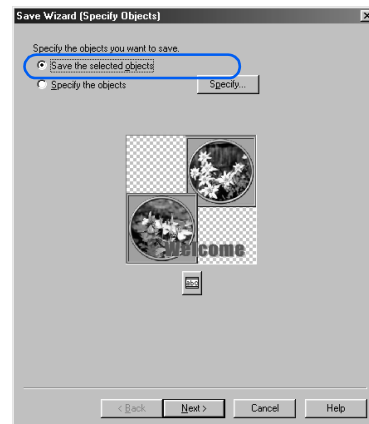 Save Wizard (Specify Objects)
Specify the objects you want to save.
Save the selected objects
Specify the objects
Specify...
Welcome
abc
< Back
Next >
Cancel
Help